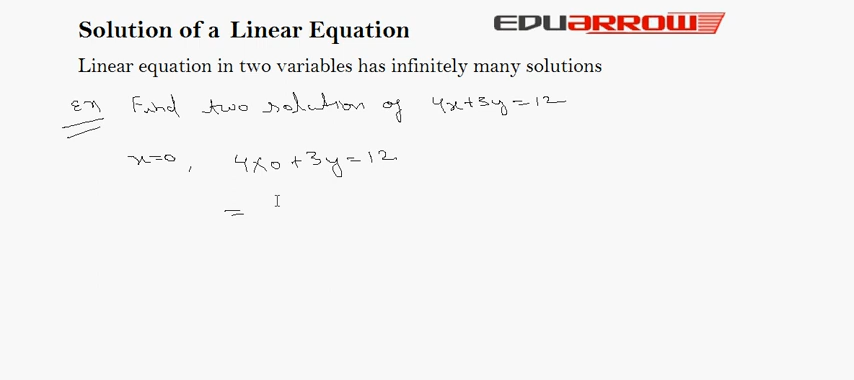 Solution of a Linear Equation EDUARROW
Linear equation in two variables has infinitely many solutions
Ex Find two solution of 4x+3y=12
x=0, 4×0+3y=12
=